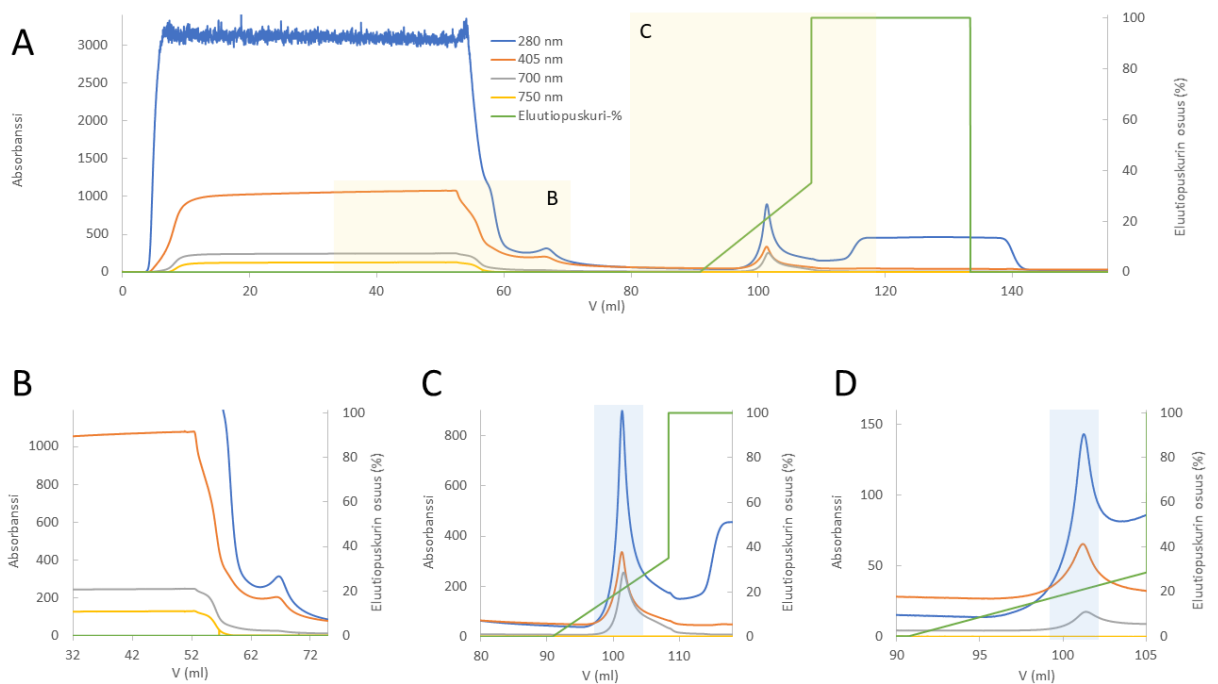 A
Absorbanssi
3000
2500
2000
1500
1000
500
0
0 20 40 60 80 100 120 140
V (ml)
280 nm
405 nm
700 nm
750 nm
Eluutiopuskuri-%
B
C
100
80
60
40
20
0
Eluutiopuskurin osuus (%)
B
Absorbanssi
1000
800
600
400
200
0
32 42 52 62 72
V (ml)
100
80
60
40
20
0
Eluutiopuskurin osuus (%)
C
Absorbanssi
800
600
400
200
0
80 90 100 110
V (ml)
100
80
60
40
20
0
Eluutiopuskurin osuus (%)
D
Absorbanssi
150
100
50
0
90 95 101 105
V (ml)
100
80
60
40
20
0
Eluutiopuskurin osuus (%)